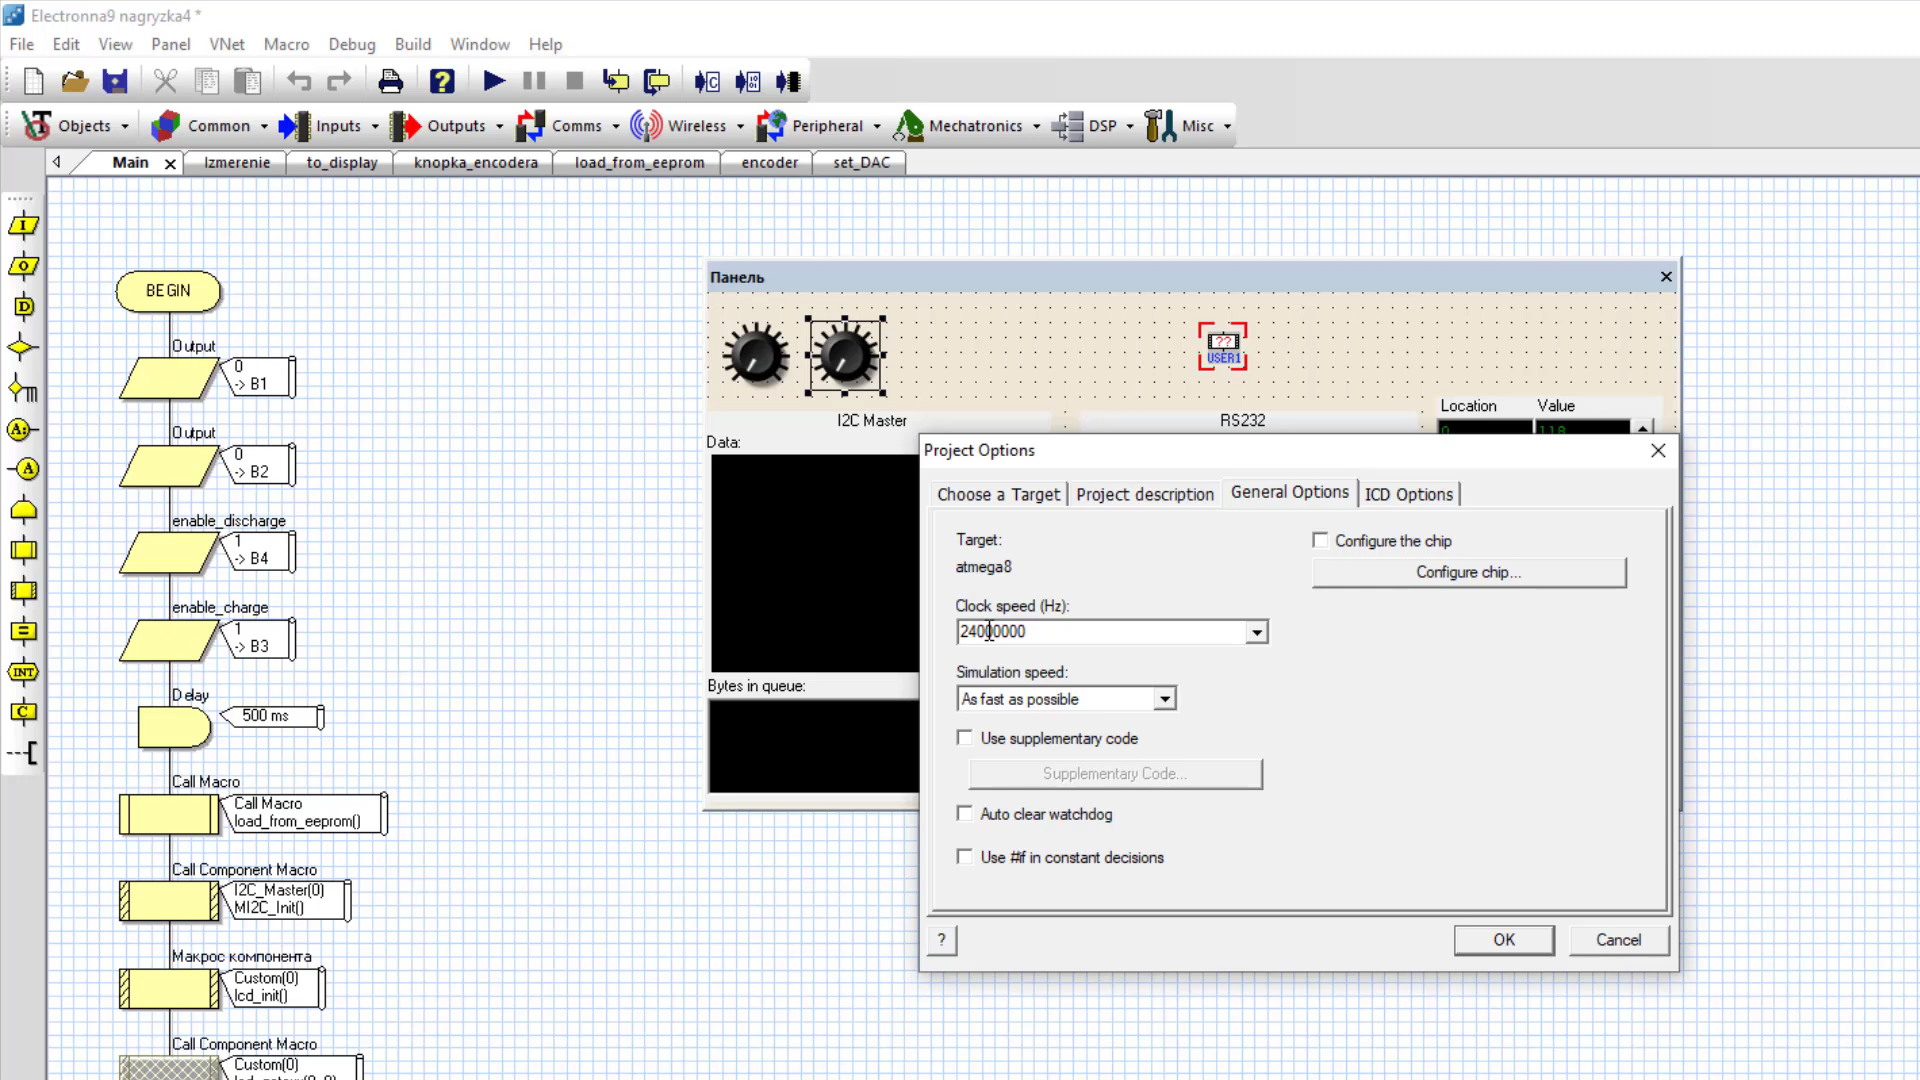 Electronna9 nagryzka4 *
File Edit View Panel VNet Macro Debug Build Window Help
Objects Common Inputs Outputs Comms Wireless Peripheral Mechatronics DSP Misc
Main Izmerenie to_display knopka_encodera load_from_eeprom encoder set_DAC
BEGIN
Output
0
-> B1
Output
0
-> B2
enable_discharge
1
-> B4
enable_charge
1
-> B3
Delay
500 ms
Call Macro
Call Macro
load_from_eeprom()
Call Component Macro
I2C_Master(0)
MI2C_Init()
Макрос компонента
Custom(0)
lcd_init()
Call Component Macro
Custom(0)
Панель
??
USER1
I2C Master
RS232
Location Value
0 118
Data:
Bytes in queue:
Project Options
Choose a Target Project description General Options ICD Options
Target:
atmega8
Clock speed (Hz):
24000000
Simulation speed:
As fast as possible
Use supplementary code
Supplementary Code...
Auto clear watchdog
Use #if in constant decisions
Configure the chip
Configure chip...
?
OK
Cancel